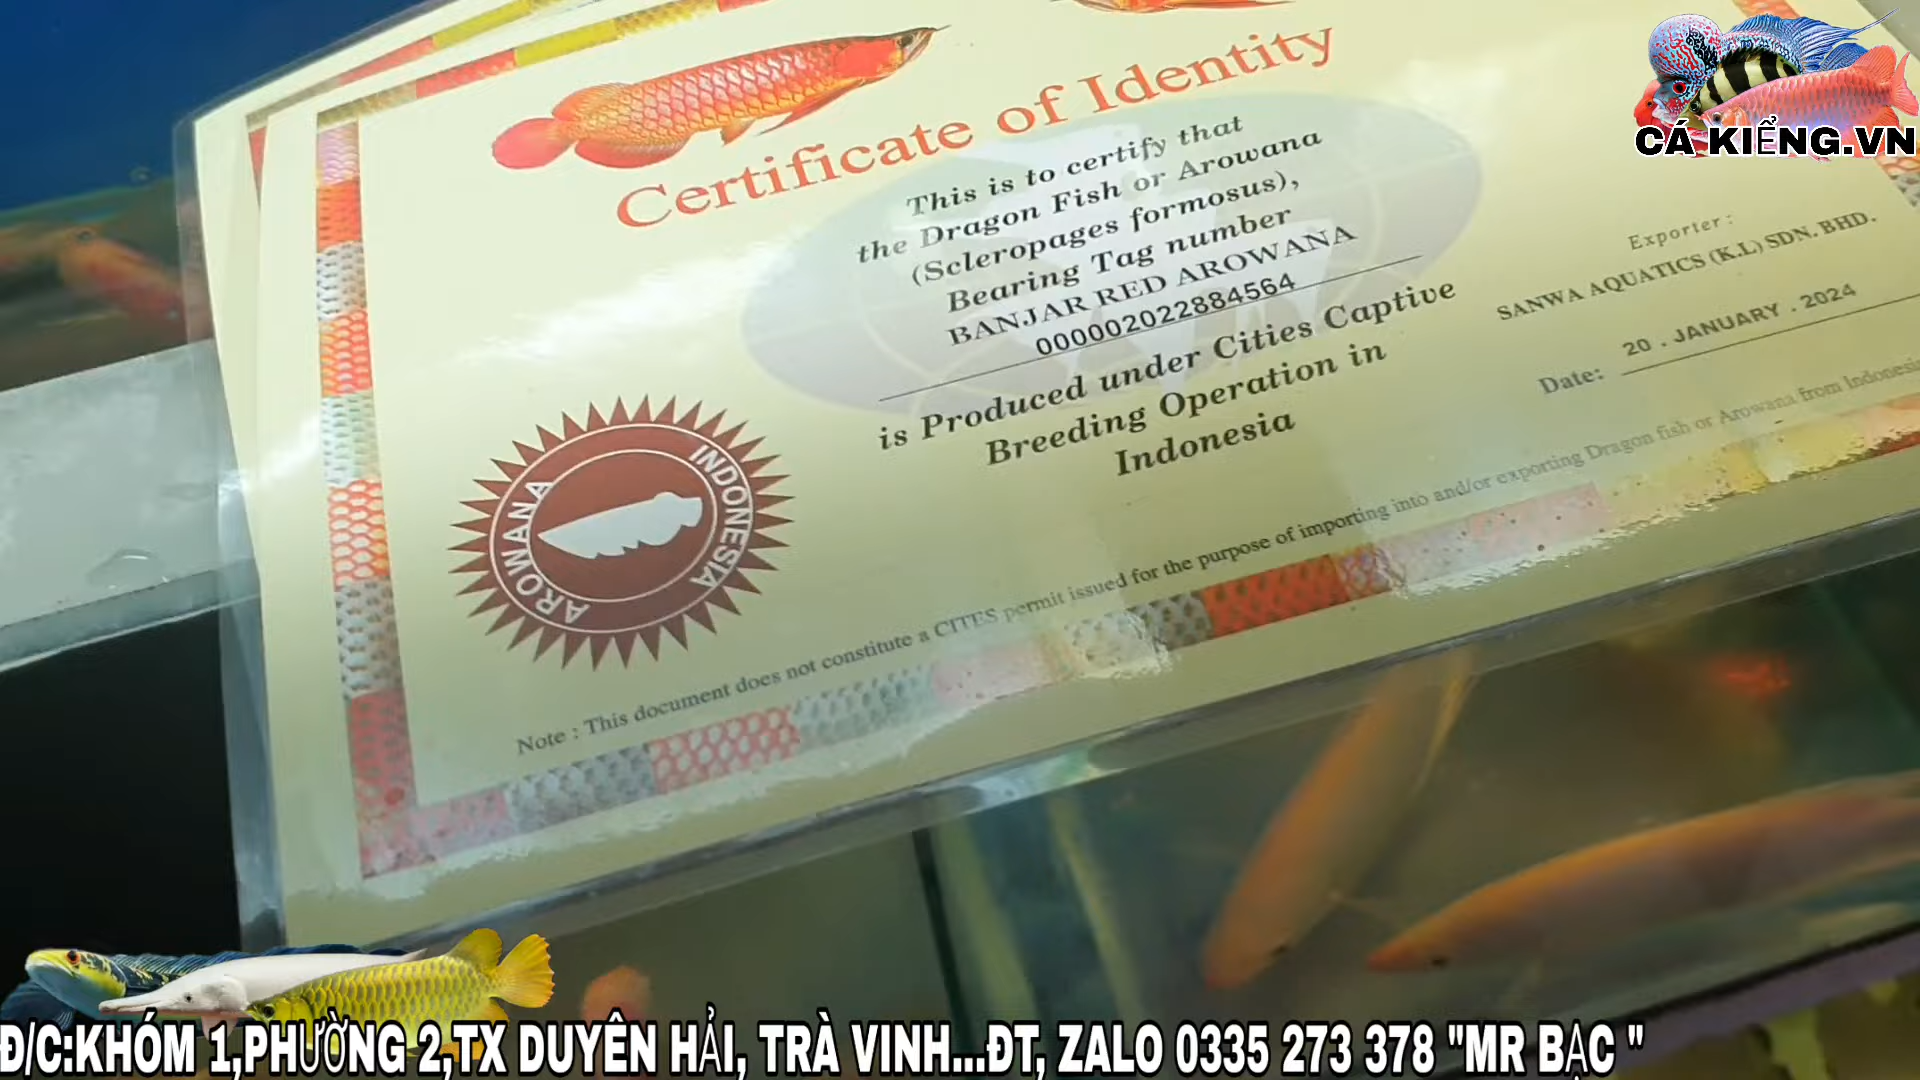 CÁ KIỂNG.VN
Certificate of Identity
This is to certify that
the Dragon Fish or Arowana
(Scleropages formosus),
Bearing Tag number
BANJAR RED AROWANA
000002022884564
is Produced under Cities Captive
Breeding Operation in
Indonesia
Exporter :
SANWA AQUATICS (K.L) SDN. BHD.
Date: 20 . JANUARY . 2024
AROWANA INDONESIA
Note : This document does not constitute a CITES permit issued for the purpose of importing into and/or exporting Dragon fish or Arowana from Indonesia
Đ/C:KHÓM 1,PHƯỜNG 2,TX DUYÊN HẢI, TRÀ VINH...ĐT, ZALO 0335 273 378 "MR BẠC "